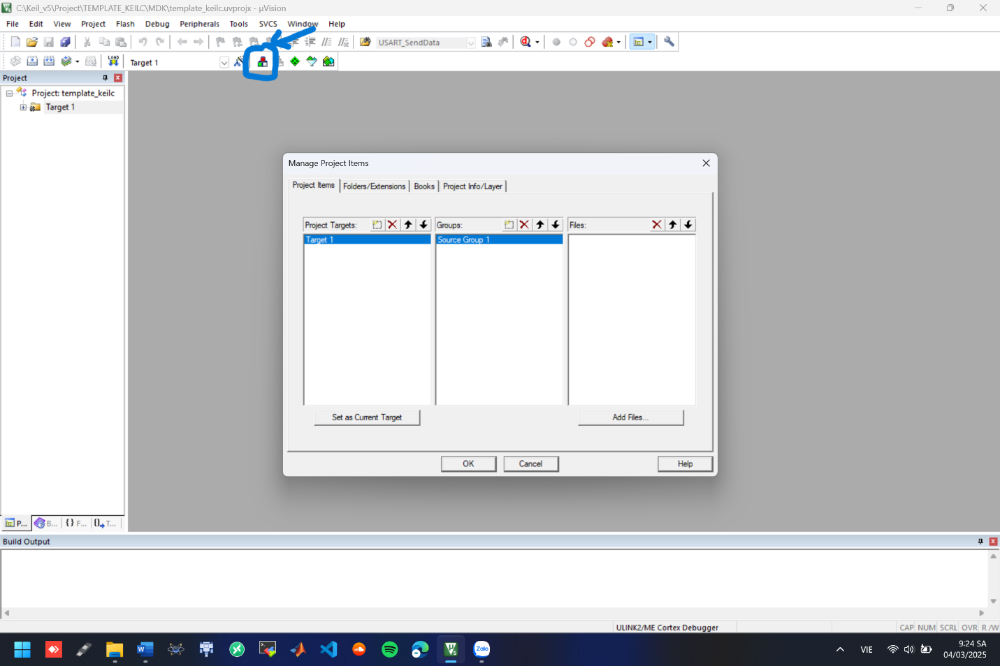 C:\Keil_v5\Project\TEMPLATE_KEILC\MDK\template_keilc.uvprojx - µVision
File Edit View Project Flash Debug Peripherals Tools SVCS Window Help
USART_SendData
LOAD
Target 1
Project
Project: template_keilc
Target 1
Manage Project Items
Project Items Folders/Extensions Books Project Info/Layer
Project Targets: Groups: Files:
Target 1 Source Group 1
Set as Current Target Add Files...
OK Cancel Help
P... B... {} F... 0 T...
Build Output
ULINK2/ME Cortex Debugger CAP NUM SCRL OVR R /W
Zalo
VIE
9:24 SA
04/03/2025